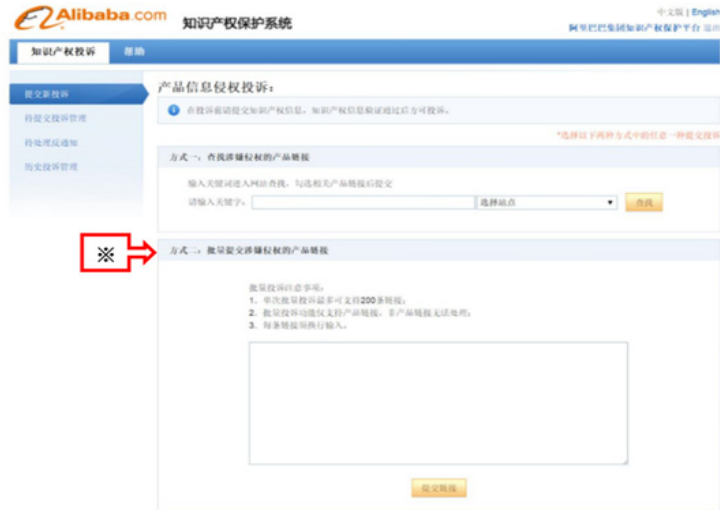 Alibaba.com 知识产权保护系统
中文版 | English
阿里巴巴集团知识产权保护平台 退出
知识产权投诉 帮助
提交新投诉
待提交投诉管理
待处理反通知
历史投诉管理
产品信息侵权投诉：
在投诉前请提交知识产权信息，知识产权信息验证通过后方可投诉。
*选择以下两种方式中的任意一种提交投诉
方式一：查找涉嫌侵权的产品链接
输入关键词进入网站查找，勾选相关产品链接后提交
请输入关键字： 选择站点 查找
※
方式二：批量提交涉嫌侵权的产品链接
批量投诉注意事项：
1. 单次批量投诉最多可支持200条链接；
2. 批量投诉功能仅支持产品链接，非产品链接无法处理；
3. 每条链接须换行输入。
提交链接